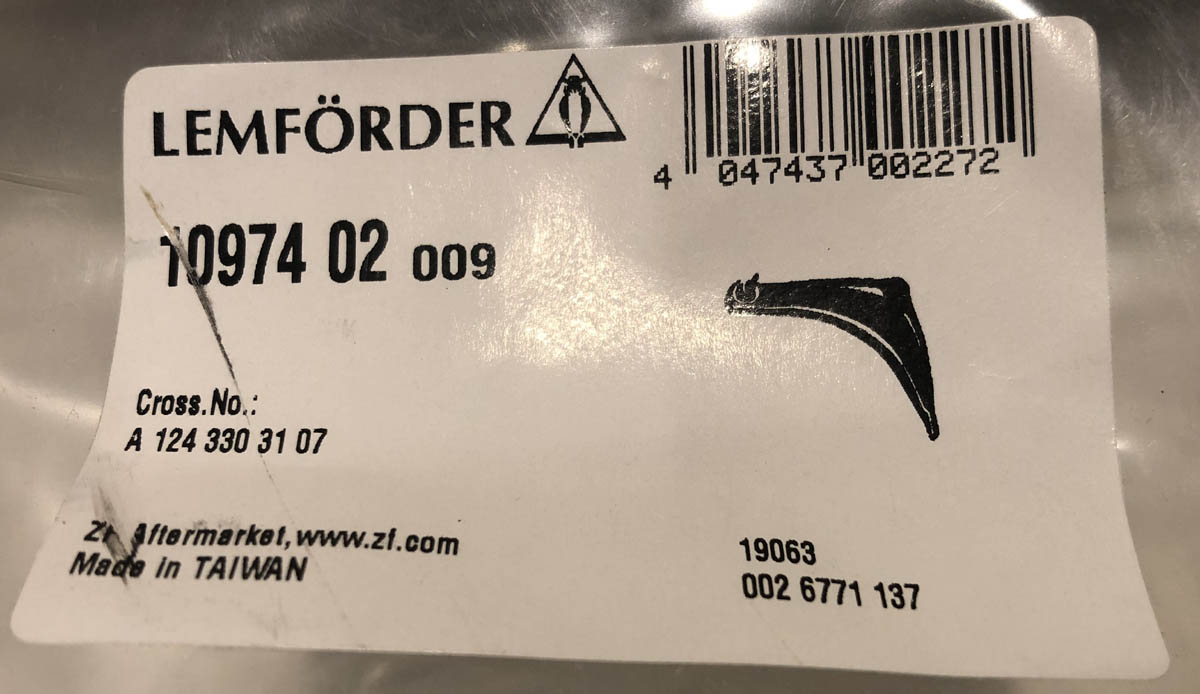 LEMFÖRDER
4 047437 002272
10974 02 009
Cross.No.:
A 124 330 31 07
ZF Aftermarket, www.zf.com
Made in TAIWAN
19063
002 6771 137